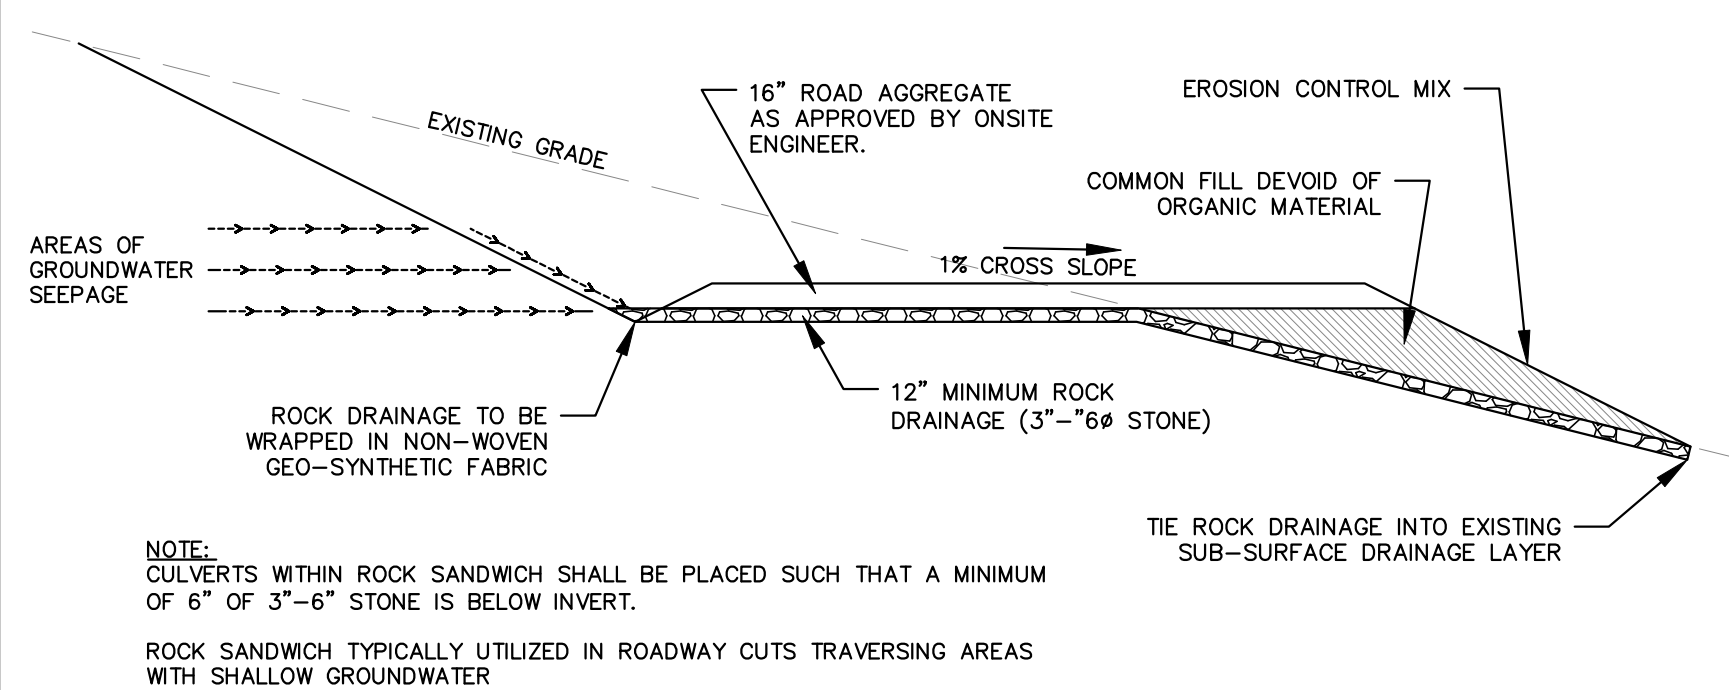 EXISTING GRADE
16” ROAD AGGREGATE
AS APPROVED BY ONSITE
ENGINEER.
EROSION CONTROL MIX
COMMON FILL DEVOID OF
ORGANIC MATERIAL
AREAS OF
GROUNDWATER
SEEPAGE
1% CROSS SLOPE
ROCK DRAINAGE TO BE
WRAPPED IN NON-WOVEN
GEO-SYNTHETIC FABRIC
12” MINIMUM ROCK
DRAINAGE (3”-”6ø STONE)
TIE ROCK DRAINAGE INTO EXISTING
SUB-SURFACE DRAINAGE LAYER
NOTE:
CULVERTS WITHIN ROCK SANDWICH SHALL BE PLACED SUCH THAT A MINIMUM
OF 6” OF 3”-6” STONE IS BELOW INVERT.
ROCK SANDWICH TYPICALLY UTILIZED IN ROADWAY CUTS TRAVERSING AREAS
WITH SHALLOW GROUNDWATER